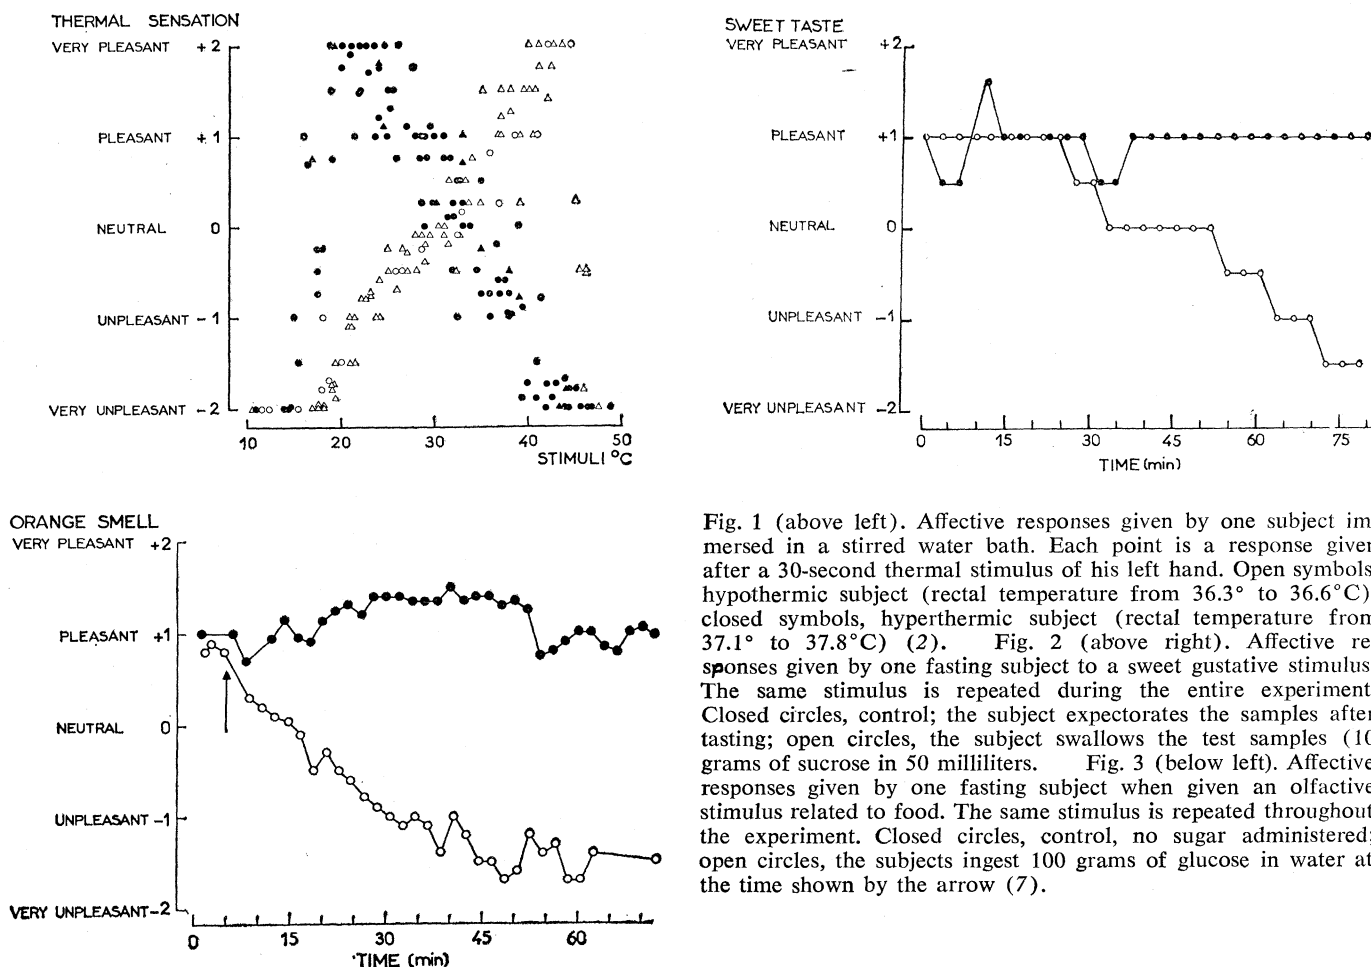 THERMAL SENSATION
VERY PLEASANT +2
PLEASANT +1
NEUTRAL 0
UNPLEASANT -1
VERY UNPLEASANT -2
10 20 30 40 50
STIMULI °C
SWEET TASTE
VERY PLEASANT +2
PLEASANT +1
NEUTRAL 0
UNPLEASANT -1
VERY UNPLEASANT -2
0 15 30 45 60 75
TIME (min)
ORANGE SMELL
VERY PLEASANT +2
PLEASANT +1
NEUTRAL 0
UNPLEASANT -1
VERY UNPLEASANT -2
0 15 30 45 60
TIME (min)
Fig. 1 (above left). Affective responses given by one subject im
mersed in a stirred water bath. Each point is a response given
after a 30-second thermal stimulus of his left hand. Open symbols
hypothermic subject (rectal temperature from 36.3° to 36.6°C)
closed symbols, hyperthermic subject (rectal temperature from
37.1° to 37.8°C) (2). Fig. 2 (above right). Affective re
sponses given by one fasting subject to a sweet gustative stimulus
The same stimulus is repeated during the entire experiment
Closed circles, control; the subject expectorates the samples after
tasting; open circles, the subject swallows the test samples (10
grams of sucrose in 50 milliliters. Fig. 3 (below left). Affective
responses given by one fasting subject when given an olfactive
stimulus related to food. The same stimulus is repeated throughout
the experiment. Closed circles, control, no sugar administered;
open circles, the subjects ingest 100 grams of glucose in water at
the time shown by the arrow (7).